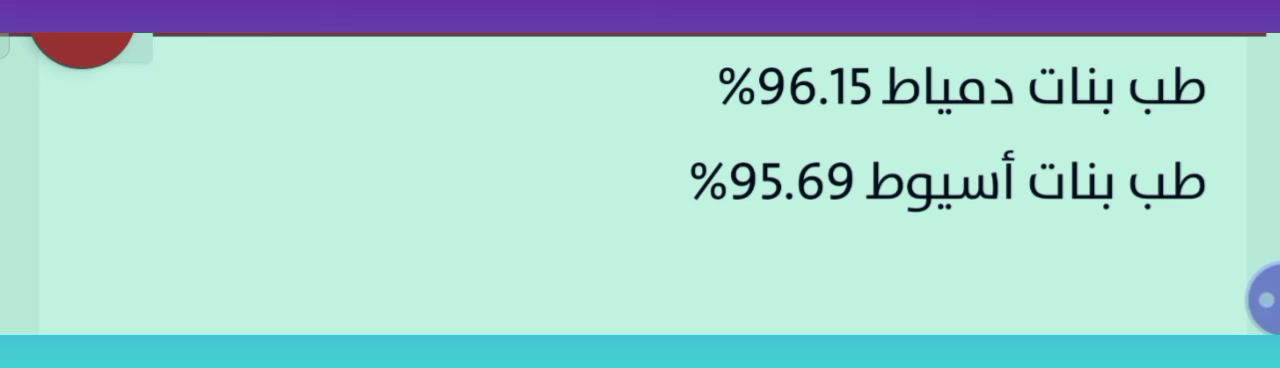 طب بنات دمياط 96.15%
طب بنات أسيوط 95.69%